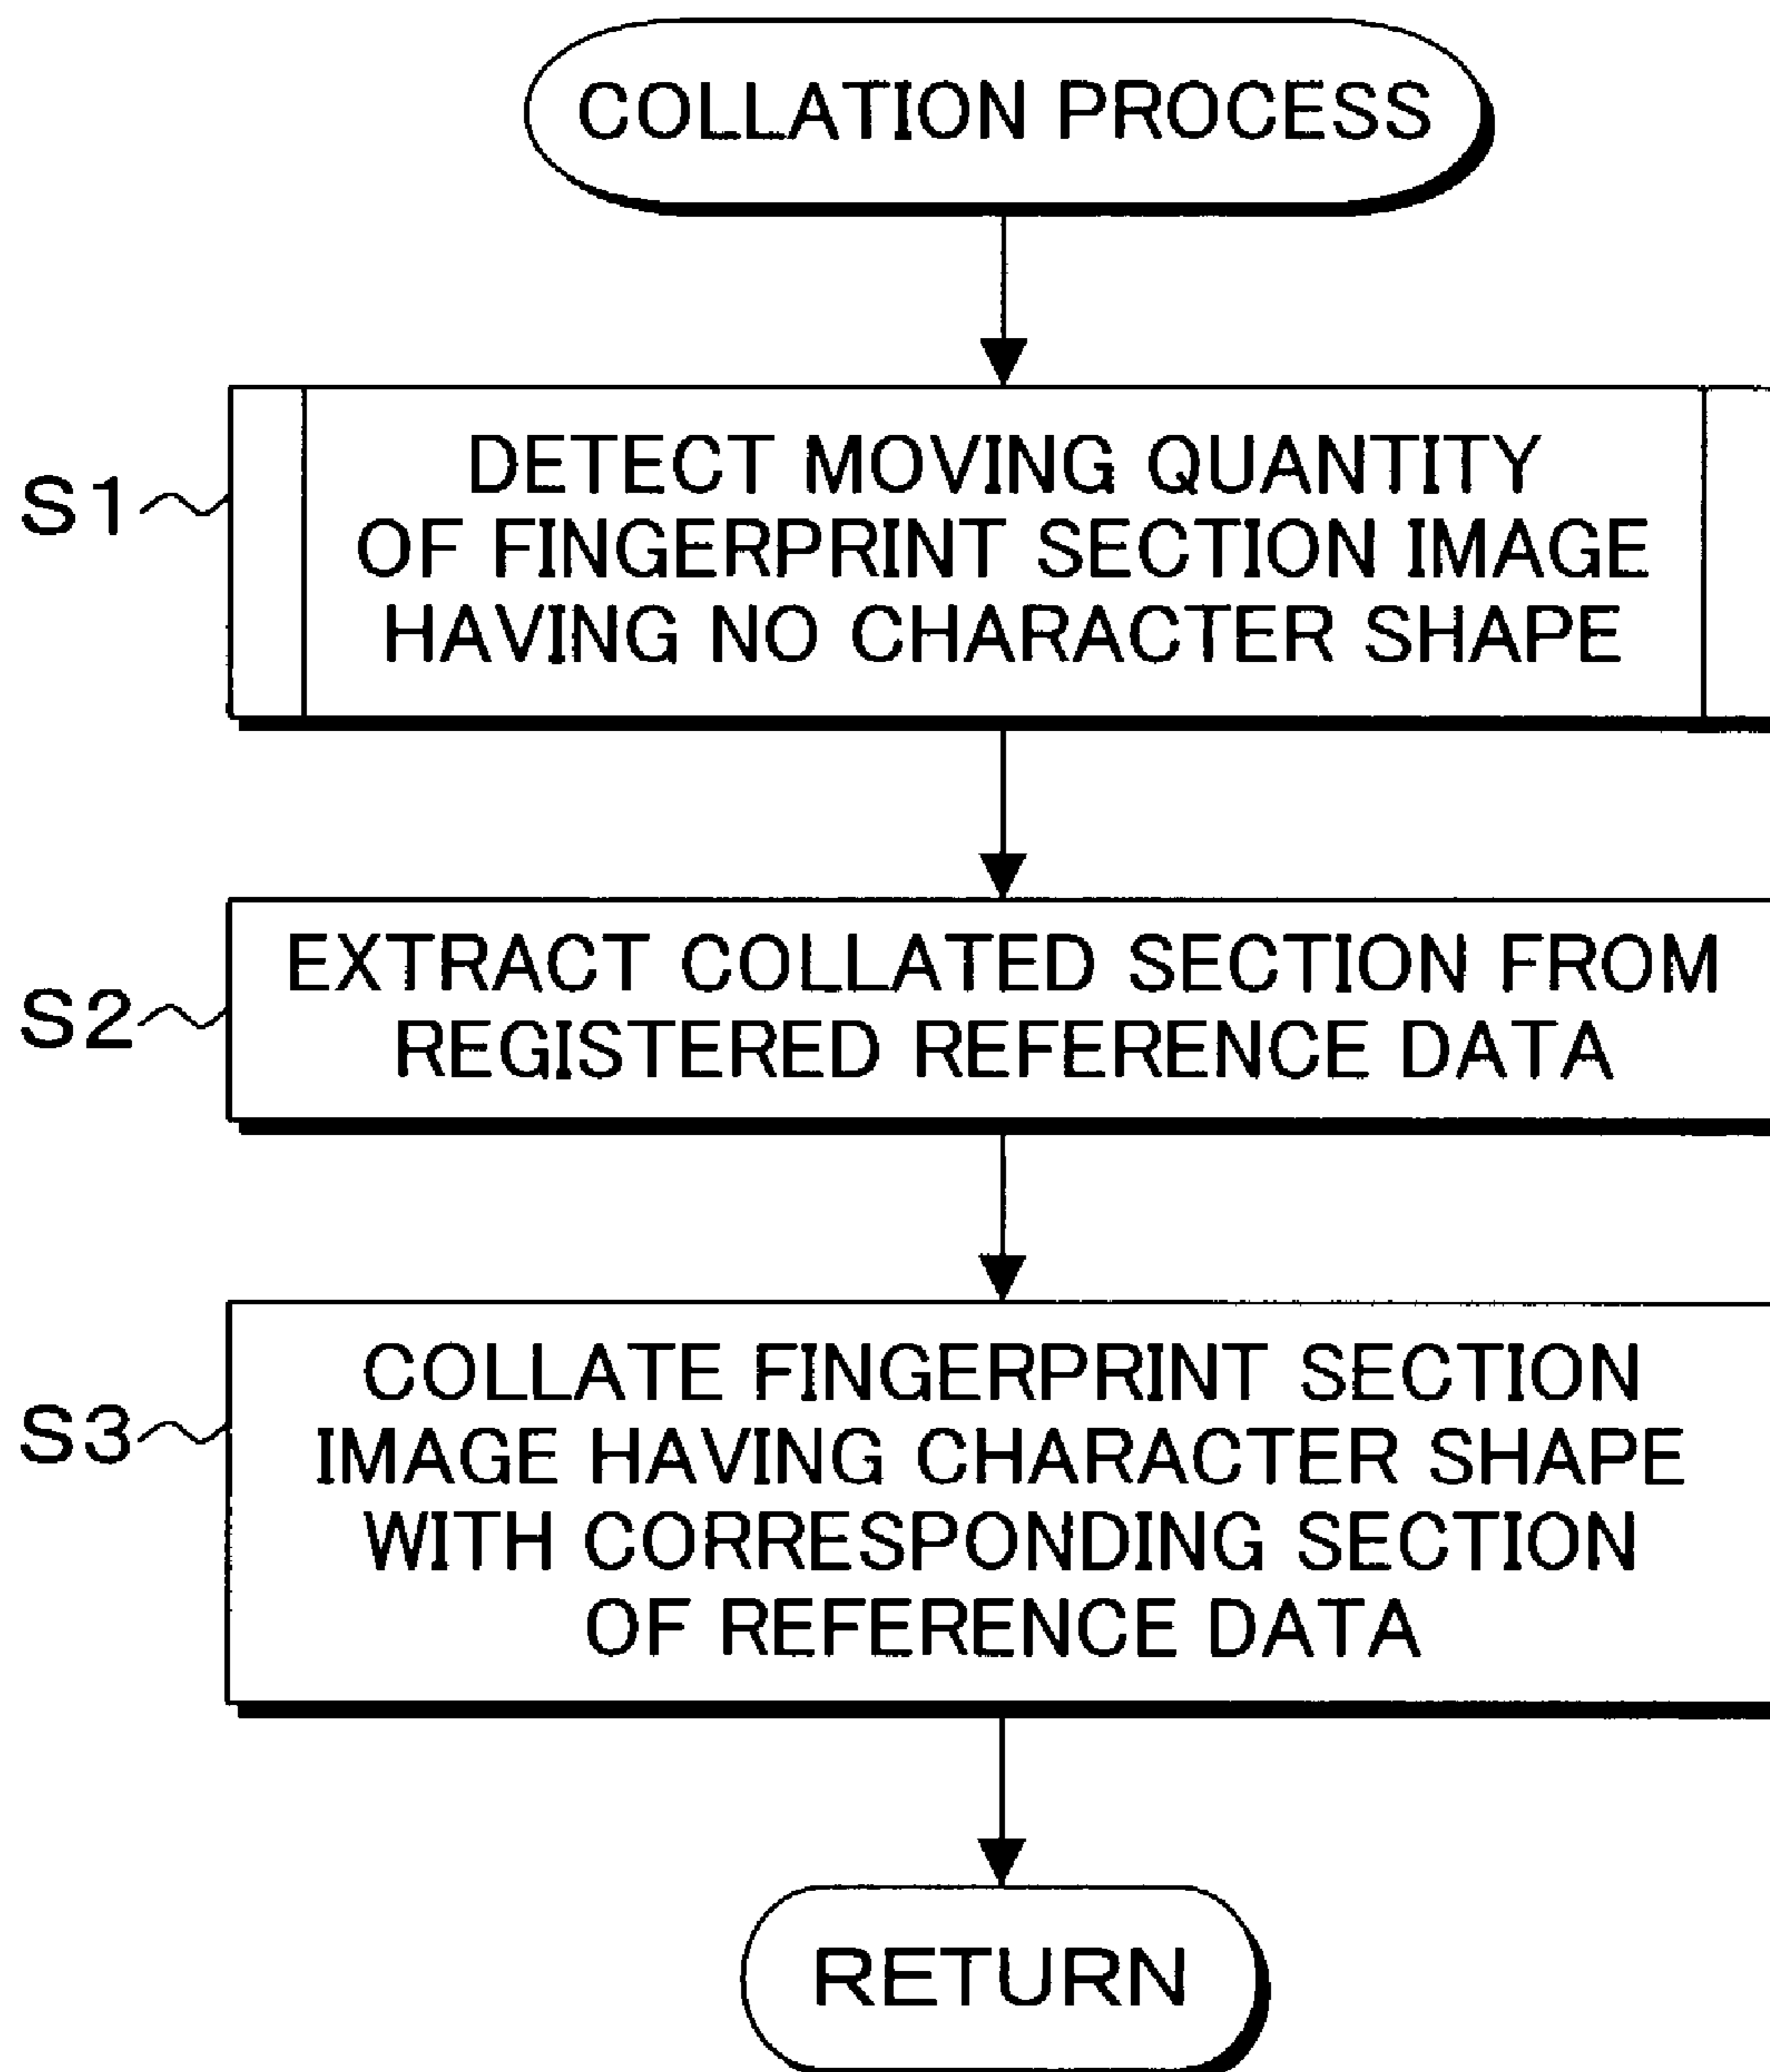 COLLATION PROCESS
S1
DETECT MOVING QUANTITY
OF FINGERPRINT SECTION IMAGE
HAVING NO CHARACTER SHAPE
S2
EXTRACT COLLATED SECTION FROM
REGISTERED REFERENCE DATA
S3
COLLATE FINGERPRINT SECTION
IMAGE HAVING CHARACTER SHAPE
WITH CORRESPONDING SECTION
OF REFERENCE DATA
RETURN